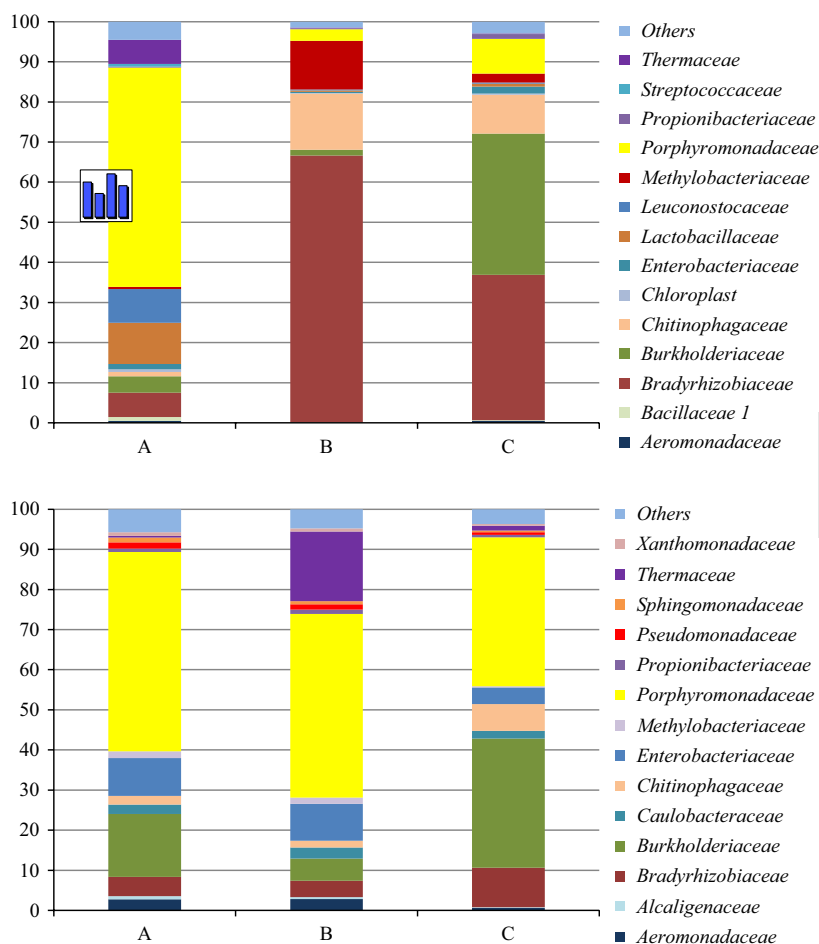 100
90
80
70
60
50
40
30
20
10
0
A B C
Others
Thermaceae
Streptococcaceae
Propionibacteriaceae
Porphyromonadaceae
Methylobacteriaceae
Leuconostocaceae
Lactobacillaceae
Enterobacteriaceae
Chloroplast
Chitinophagaceae
Burkholderiaceae
Bradyrhizobiaceae
Bacillaceae 1
Aeromonadaceae
100
90
80
70
60
50
40
30
20
10
0
A B C
Others
Xanthomonadaceae
Thermaceae
Sphingomonadaceae
Pseudomonadaceae
Propionibacteriaceae
Porphyromonadaceae
Methylobacteriaceae
Enterobacteriaceae
Chitinophagaceae
Caulobacteraceae
Burkholderiaceae
Bradyrhizobiaceae
Alcaligenaceae
Aeromonadaceae